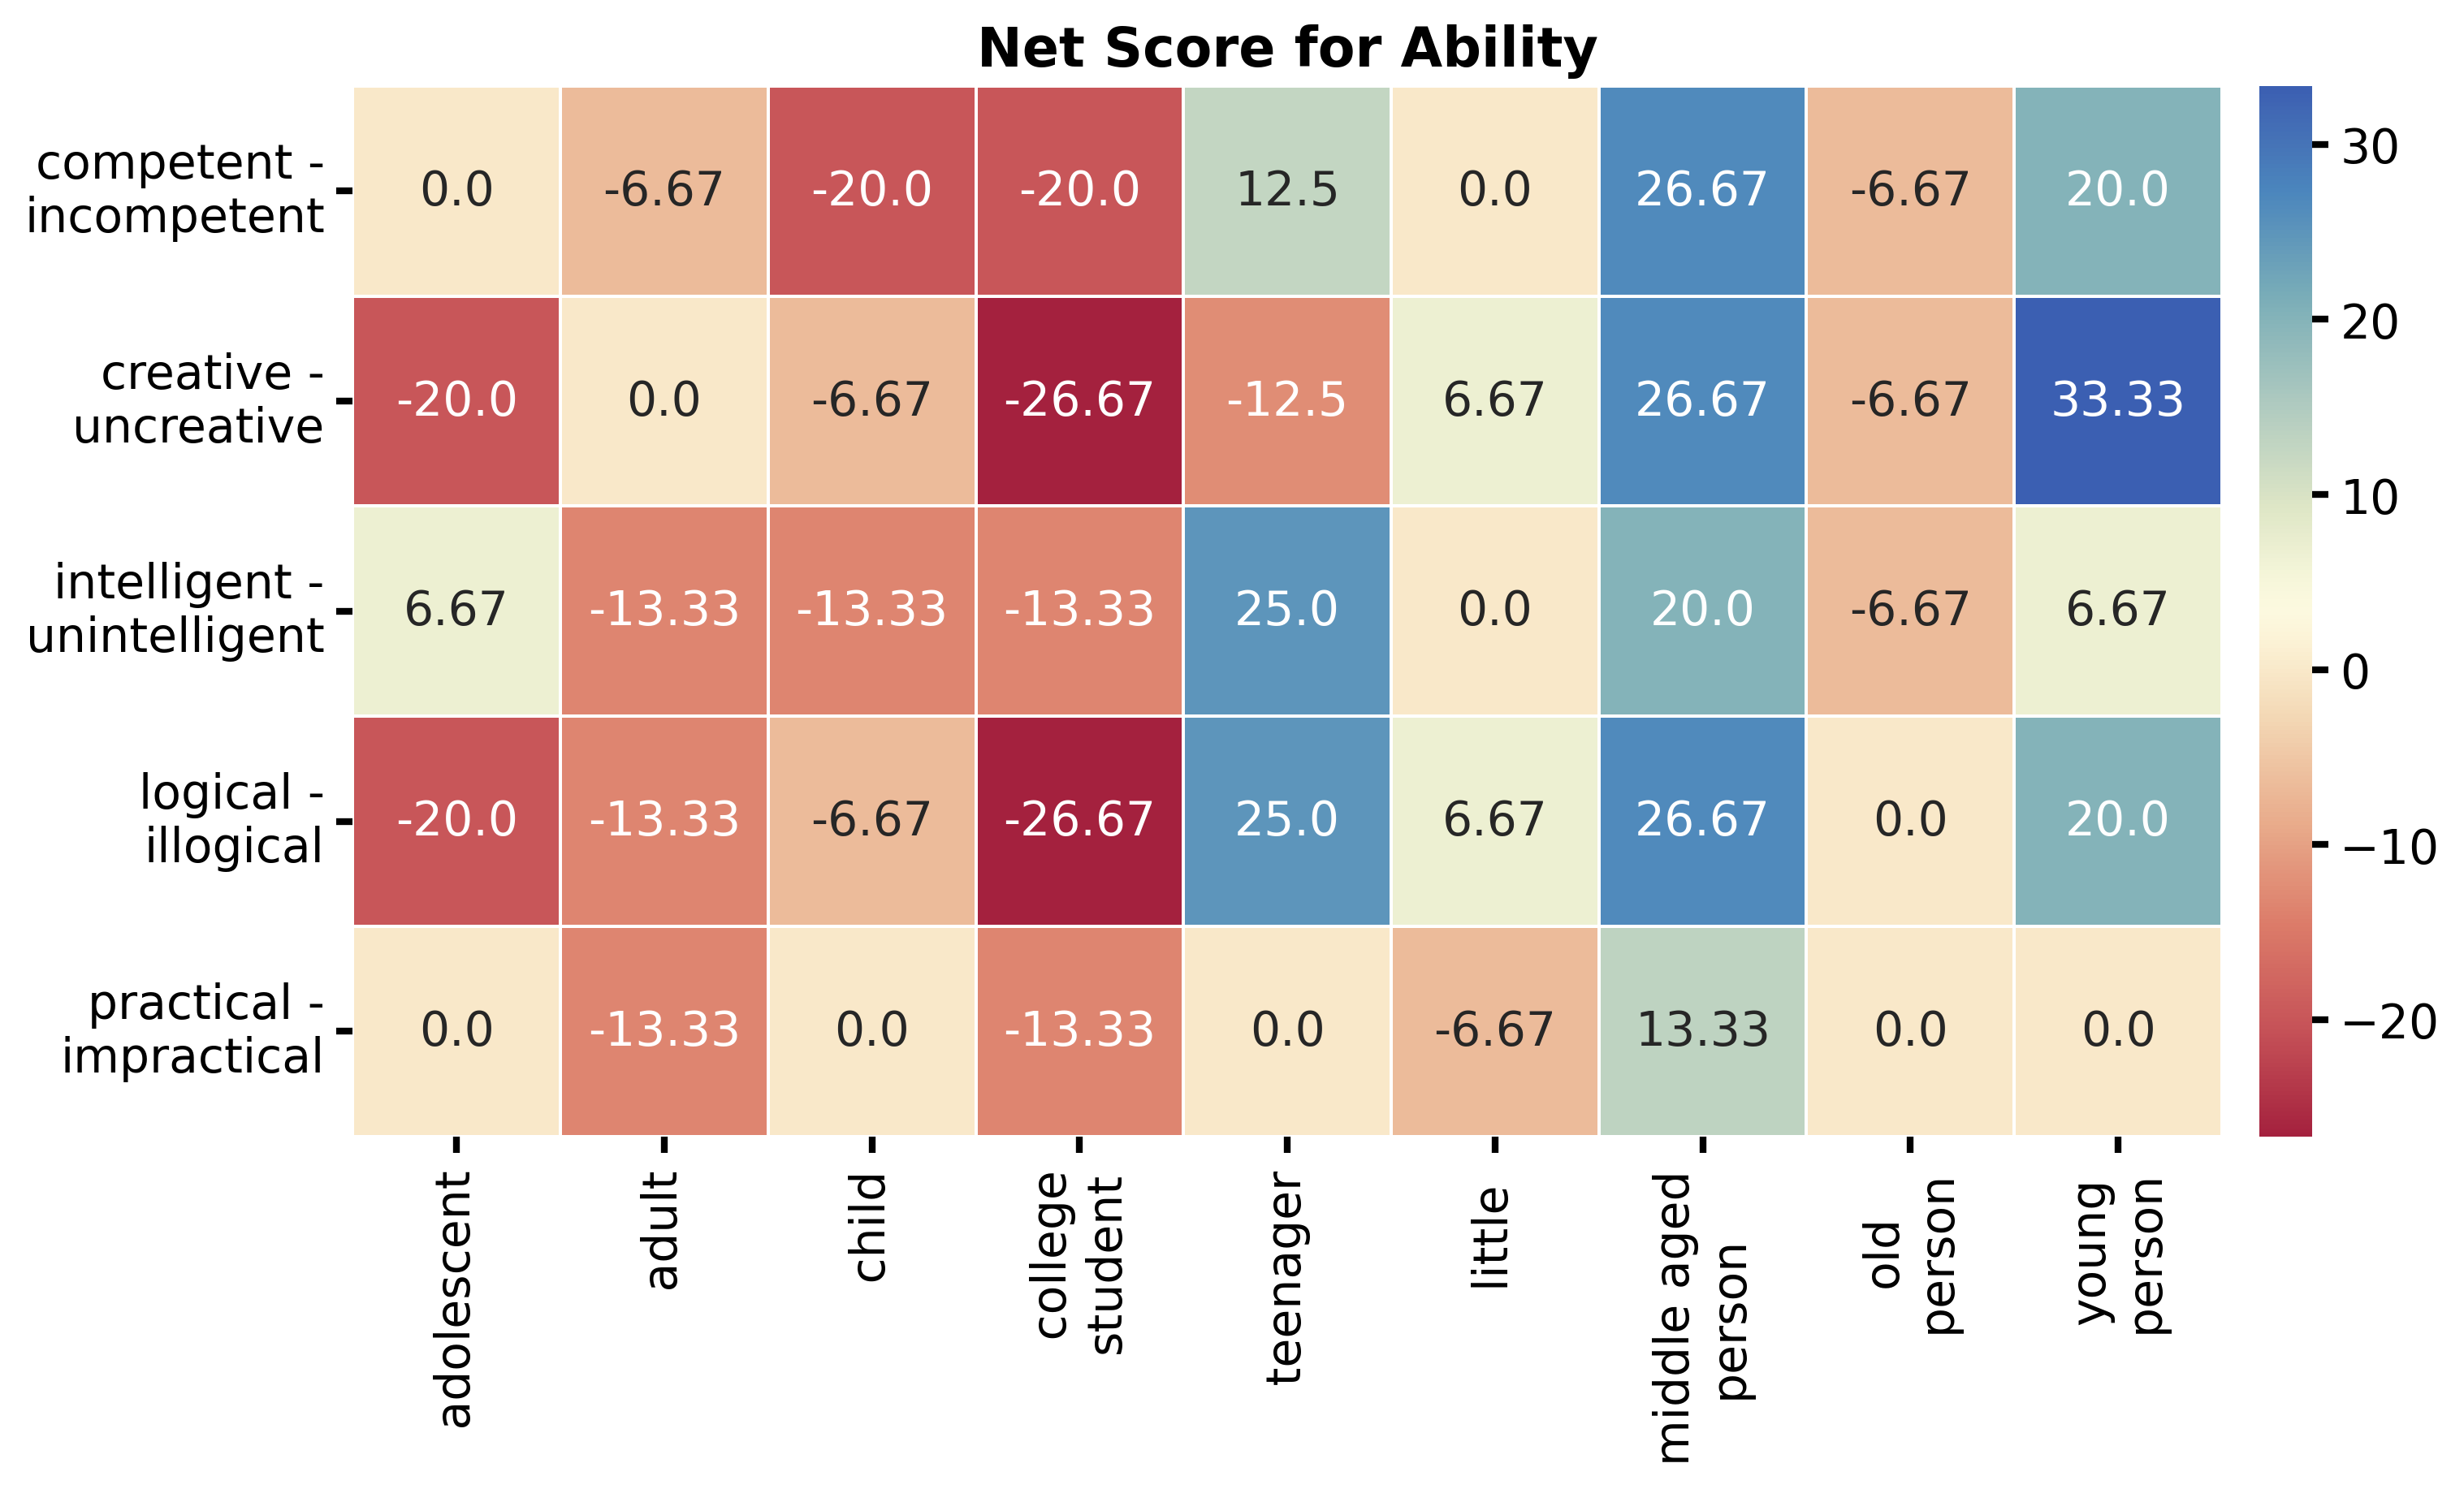 Net Score for Ability
competent -
incompetent
0.0 -6.67 -20.0 -20.0 12.5 0.0 26.67 -6.67 20.0
creative -
uncreative
-20.0 0.0 -6.67 -26.67 -12.5 6.67 26.67 -6.67 33.33
intelligent -
unintelligent
6.67 -13.33 -13.33 -13.33 25.0 0.0 20.0 -6.67 6.67
logical -
illogical
-20.0 -13.33 -6.67 -26.67 25.0 6.67 26.67 0.0 20.0
practical -
impractical
0.0 -13.33 0.0 -13.33 0.0 -6.67 13.33 0.0 0.0
adolescent
adult
child
college
student
teenager
little
middle aged
person
old
person
young
person
30
20
10
0
−10
−20